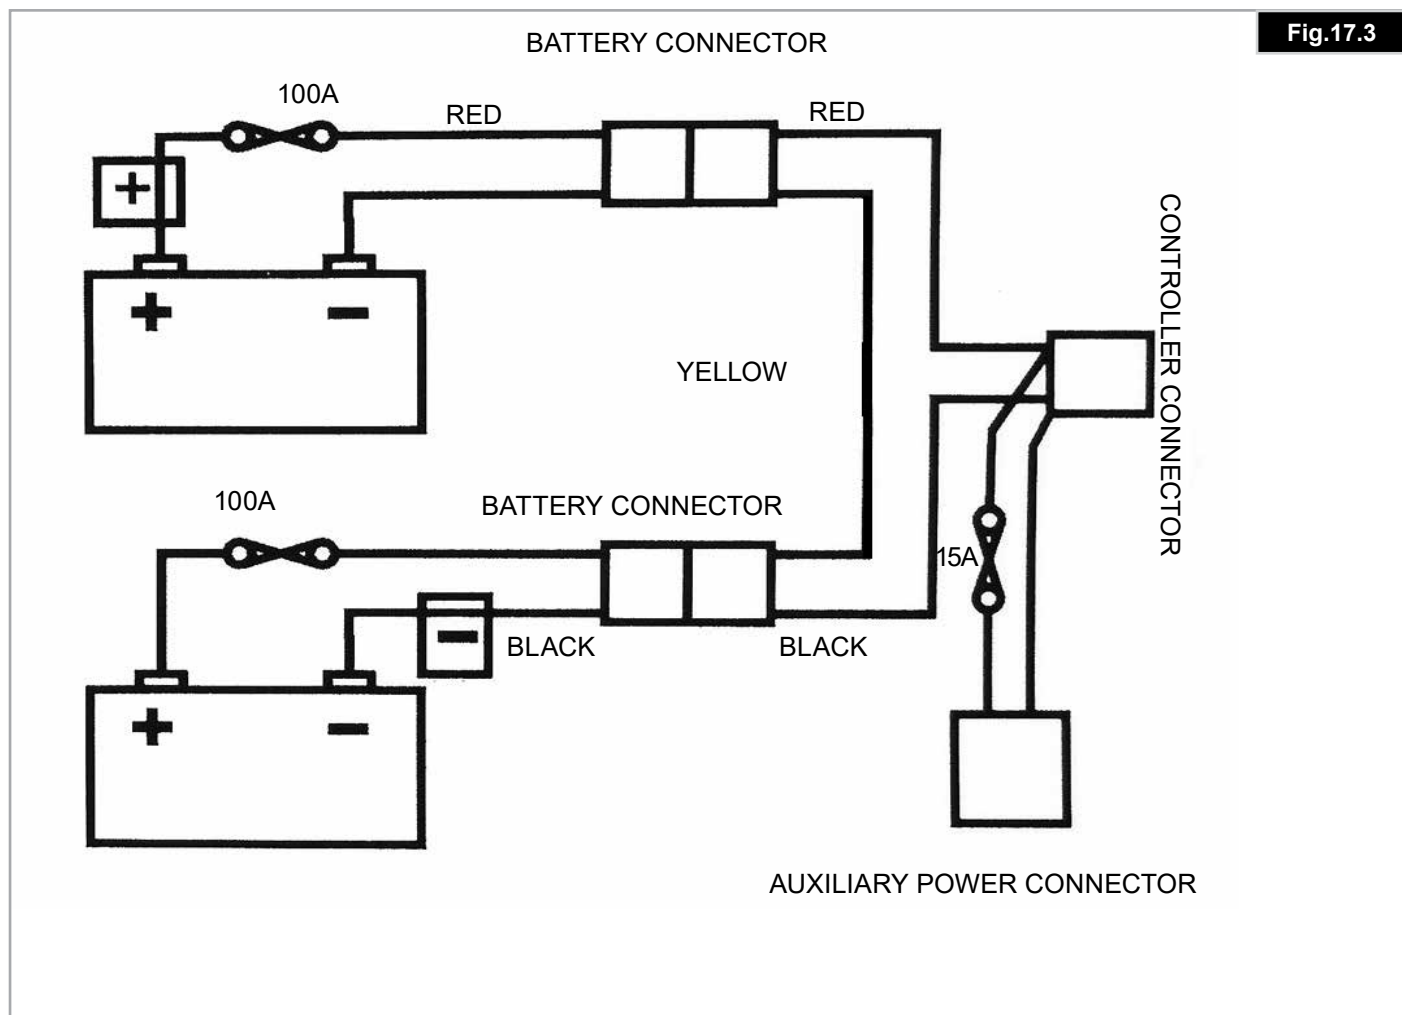 Fig.17.3
BATTERY CONNECTOR
100A
RED
RED
+
+
−
CONTROLLER CONNECTOR
YELLOW
100A
BATTERY CONNECTOR
15A
−
BLACK
BLACK
+
−
AUXILIARY POWER CONNECTOR